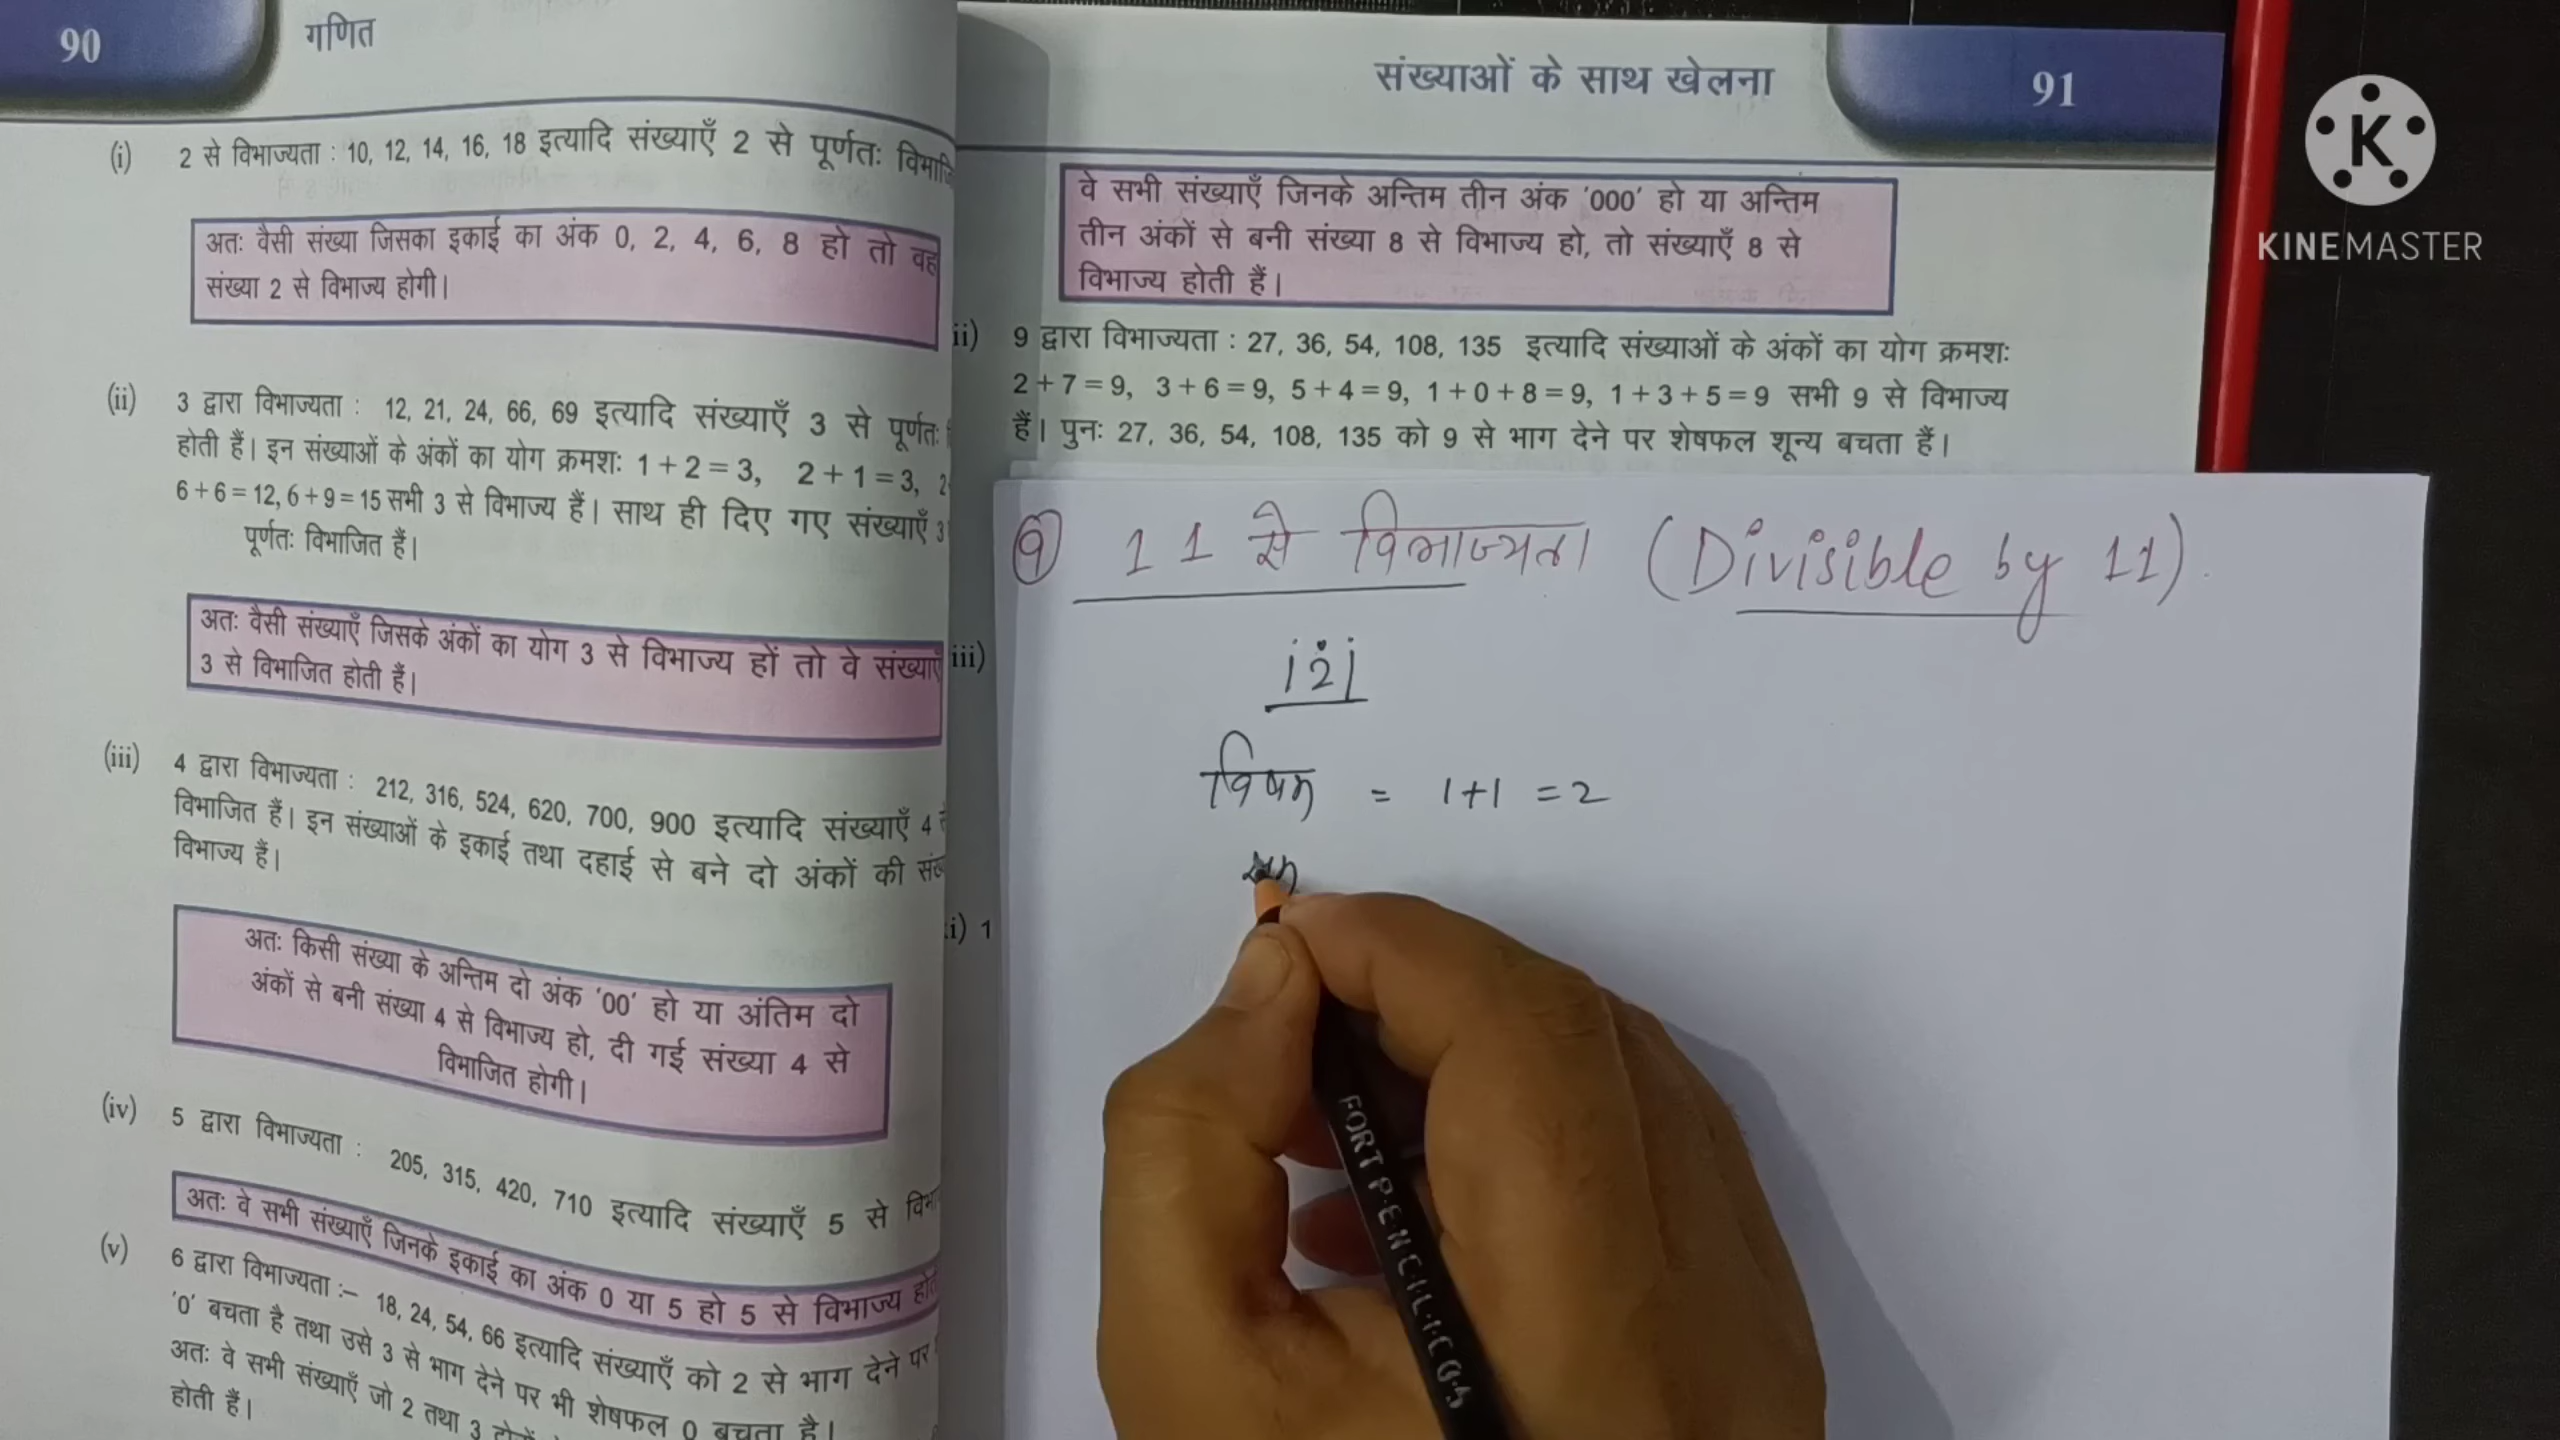 90
गणित
(i) 2 से विभाज्यता : 10, 12, 14, 16, 18 इत्यादि संख्याएँ 2 से पूर्णतः
अतः वैसी संख्या जिसका इकाई का अंक 0, 2, 4, 6, 8 हो तो वह
संख्या 2 से विभाज्य होगी।
(ii) 3 द्वारा विभाज्यता : 12, 21, 24, 66, 69 इत्यादि संख्याएँ 3 से पूर्णतः
होती हैं। इन संख्याओं के अंकों का योग क्रमशः 1 + 2 = 3, 2 + 1 = 3,
6 + 6 = 12, 6 + 9 = 15 सभी 3 से विभाज्य हैं। साथ ही दिए गए संख्याएँ 3
पूर्णतः विभाजित हैं।
अतः वैसी संख्याएँ जिसके अंकों का योग 3 से विभाज्य हों तो वे संख्याएँ
3 से विभाजित होती हैं।
(iii) 4 द्वारा विभाज्यता : 212, 316, 524, 620, 700, 900 इत्यादि संख्याएँ 4
विभाजित हैं। इन संख्याओं के इकाई तथा दहाई से बने दो अंकों की
विभाज्य हैं।
अतः किसी संख्या के अन्तिम दो अंक '00' हो या अंतिम दो
अंकों से बनी संख्या 4 से विभाज्य हो, दी गई संख्या 4 से
विभाजित होगी।
(iv) 5 द्वारा विभाज्यता : 205, 315, 420, 710 इत्यादि संख्याएँ 5 से
अतः वे सभी संख्याएँ जिनके इकाई का अंक 0 या 5 हो 5 से विभाज्य
(v) 6 द्वारा विभाज्यता :– 18, 24, 54, 66 इत्यादि संख्याएँ को 2 से भाग देने पर
'0' बचता है तथा उसे 3 से भाग देने पर भी शेषफल 0 बचता है।
अतः वे सभी संख्याएँ जो 2 तथा 3
होती हैं।
संख्याओं के साथ खेलना
91
वे सभी संख्याएँ जिनके अन्तिम तीन अंक '000' हो या अन्तिम
तीन अंकों से बनी संख्या 8 से विभाज्य हो, तो संख्याएँ 8 से
विभाज्य होती हैं।
ii) 9 द्वारा विभाज्यता : 27, 36, 54, 108, 135 इत्यादि संख्याओं के अंकों का योग क्रमशः
2 + 7 = 9, 3 + 6 = 9, 5 + 4 = 9, 1 + 0 + 8 = 9, 1 + 3 + 5 = 9 सभी 9 से विभाज्य
हैं। पुनः 27, 36, 54, 108, 135 को 9 से भाग देने पर शेषफल शून्य बचता हैं।
iii)
i) 1
⑨ 11 से विभाज्यता (Divisible by 11).
121
विषम = 1+1 = 2
KINEMASTER
FORT PENCILIC